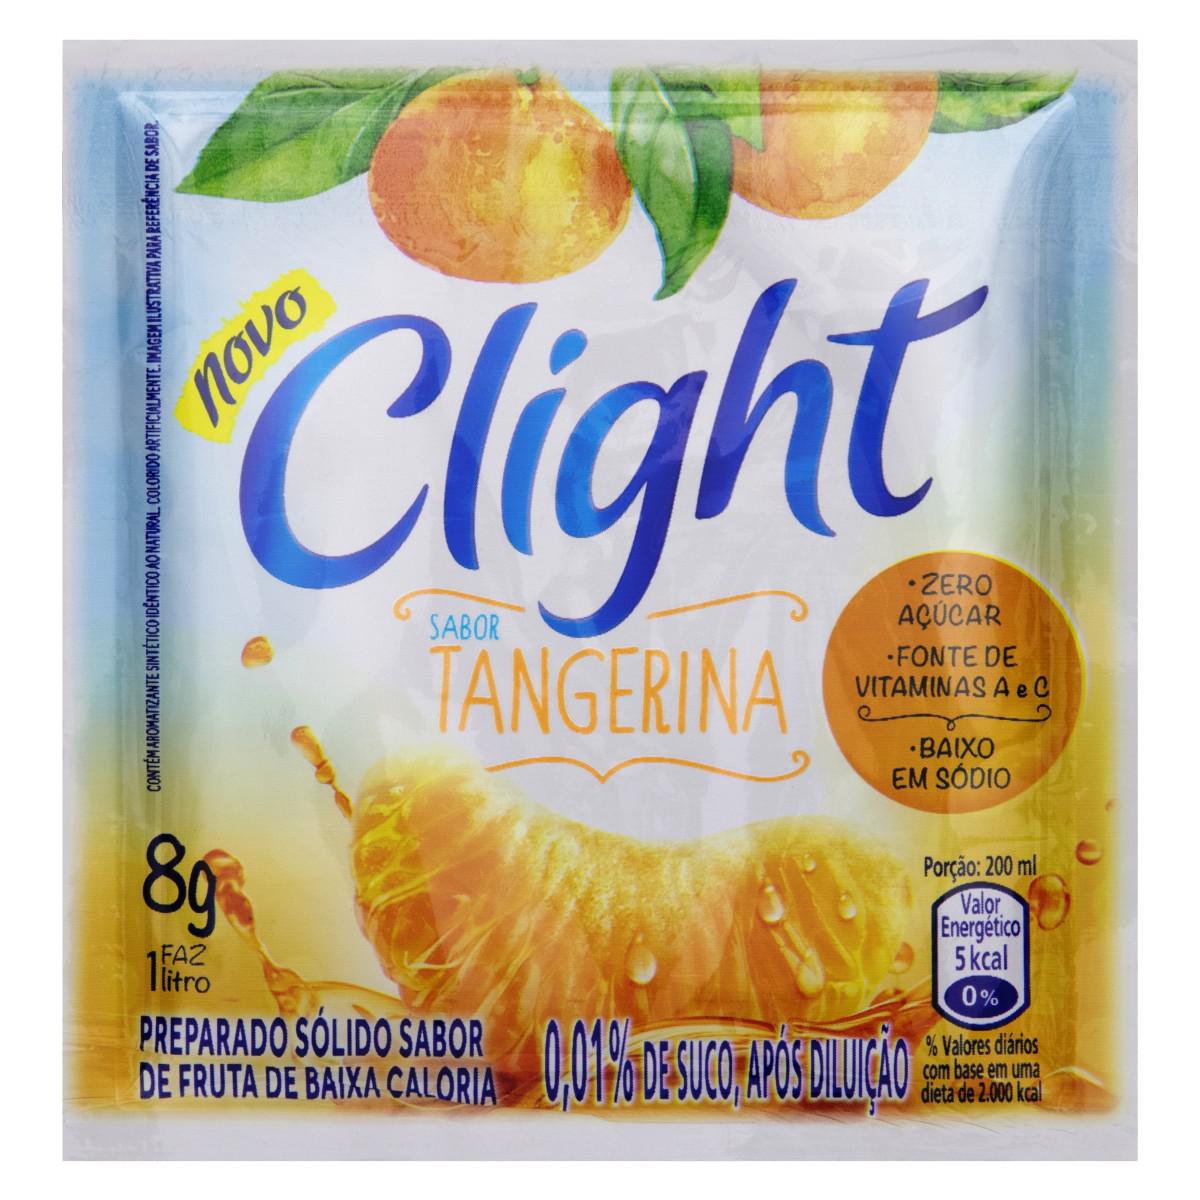 novo
Clight
SABOR
TANGERINA
• ZERO
AÇÚCAR
• FONTE DE
VITAMINAS A e C
• BAIXO
EM SÓDIO
CONTÉM AROMATIZANTE SINTÉTICO IDÊNTICO AO NATURAL. COLORIDO ARTIFICIALMENTE. IMAGEM ILUSTRATIVA PARA REFERÊNCIA DE SABOR.
8g
FAZ
1 litro
Porção: 200 ml
Valor
Energético
5 kcal
0%
% Valores diários
com base em uma
dieta de 2.000 kcal
PREPARADO SÓLIDO SABOR
DE FRUTA DE BAIXA CALORIA
0,01% DE SUCO, APÓS DILUIÇÃO